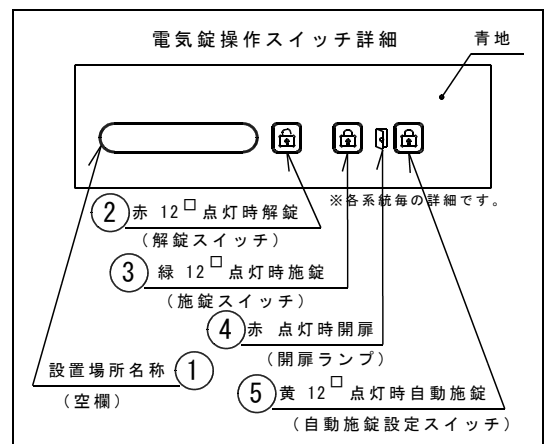 電気錠操作スイッチ詳細
青地
※各系統毎の詳細です。
② 赤 12□点灯時解錠
(解錠スイッチ)
③ 緑 12□点灯時施錠
(施錠スイッチ)
④ 赤 点灯時開扉
(開扉ランプ)
設置場所名称 ①
(空欄)
⑤ 黄 12□点灯時自動施錠
(自動施錠設定スイッチ)